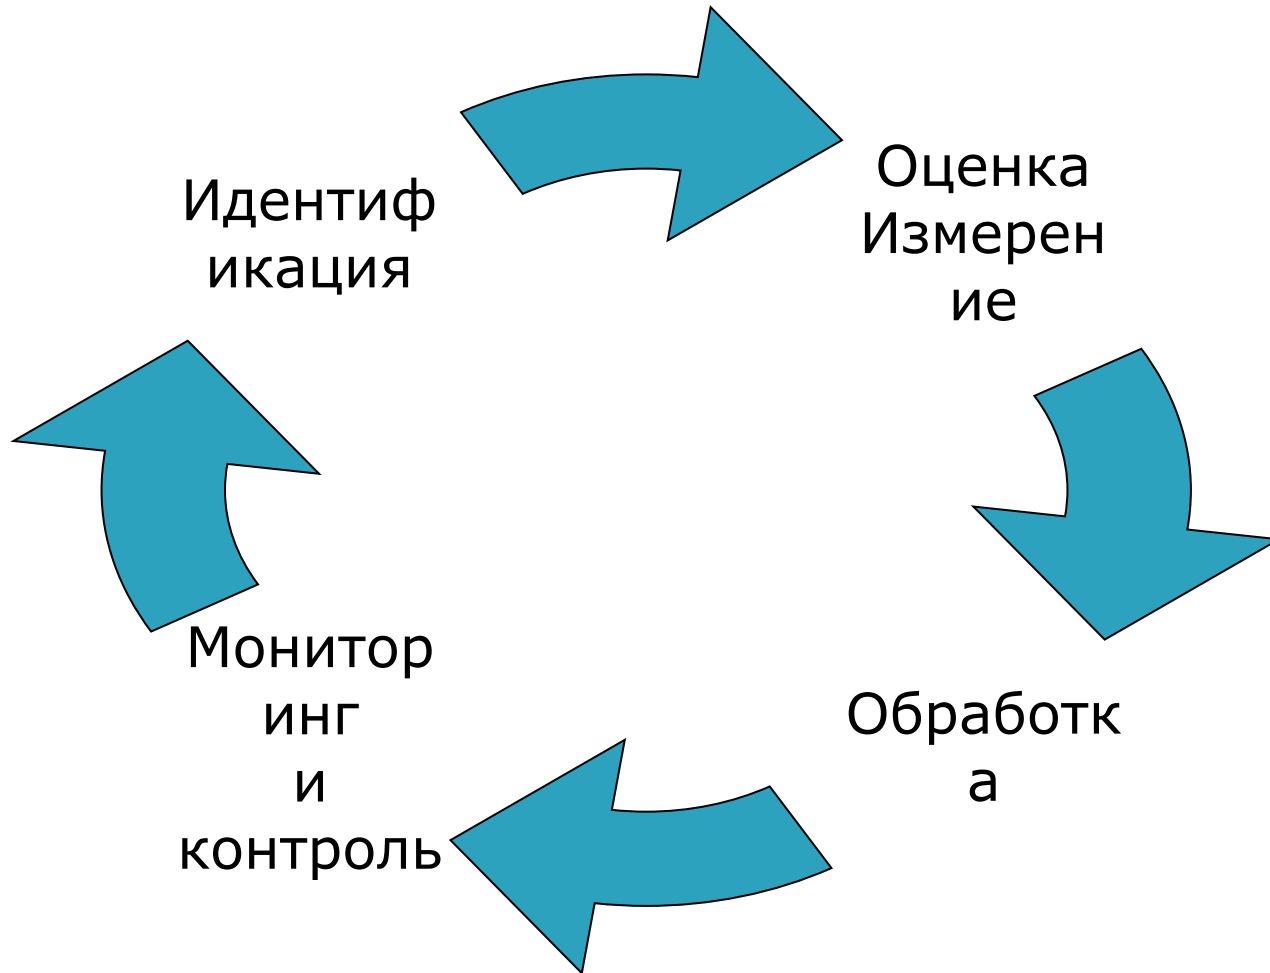 Идентиф
икация
Оценка
Измерен
ие
Обработк
а
Монитор
инг
и
контроль